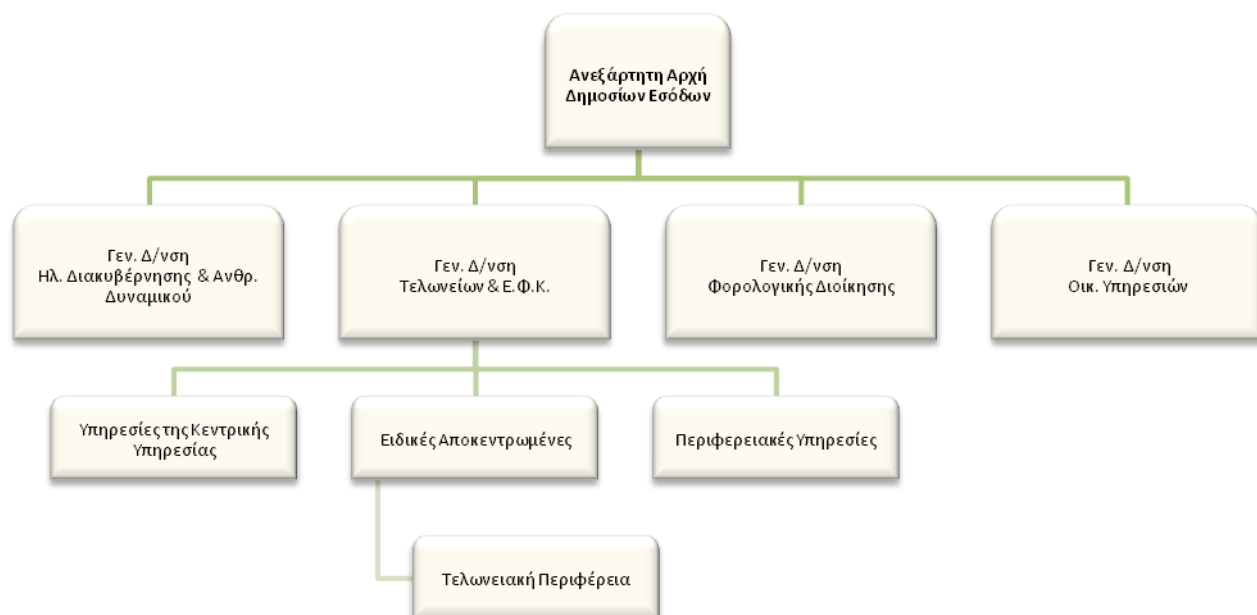 Ανεξάρτητη Αρχή
Δημοσίων Εσόδων
Γεν. Δ/νση
Ηλ. Διακυβέρνησης & Ανθρ.
Δυναμικού
Γεν. Δ/νση
Τελωνείων & Ε.Φ.Κ.
Γεν. Δ/νση
Φορολογικής Διοίκησης
Γεν. Δ/νση
Οικ. Υπηρεσιών
Υπηρεσίες της Κεντρικής
Υπηρεσίας
Ειδικές Αποκεντρωμένες
Περιφερειακές Υπηρεσίες
Τελωνειακή Περιφέρεια